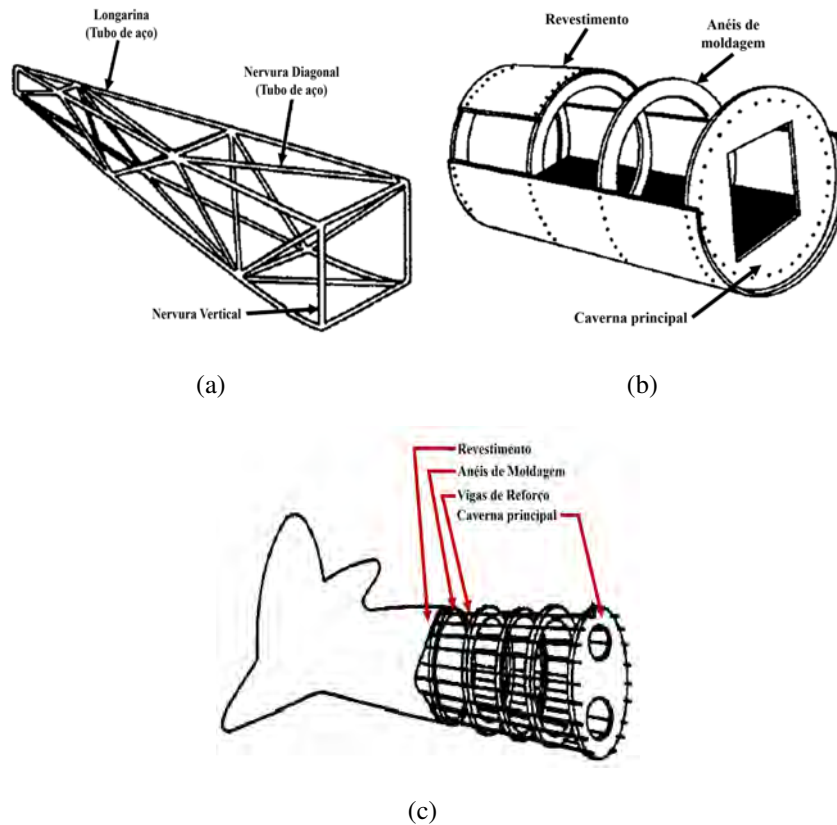 Longarina
(Tubo de aço)
Nervura Diagonal
(Tubo de aço)
Nervura Vertical
(a)
Revestimento
Anéis de
moldagem
Caverna principal
(b)
Revestimento
Anéis de Moldagem
Vigas de Reforço
Caverna principal
(c)